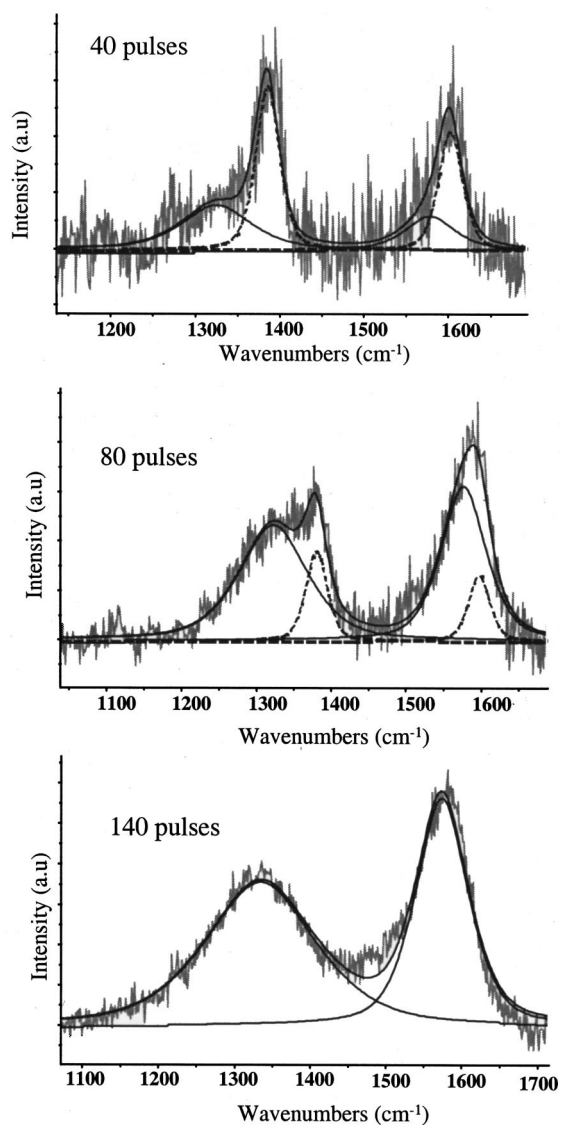 40 pulses
Intensity (a.u)
1200 1300 1400 1500 1600
Wavenumbers (cm-1)
80 pulses
Intensity (a.u)
1100 1200 1300 1400 1500 1600
Wavenumbers (cm-1)
140 pulses
Intensity (a.u)
1100 1200 1300 1400 1500 1600 1700
Wavenumbers (cm-1)